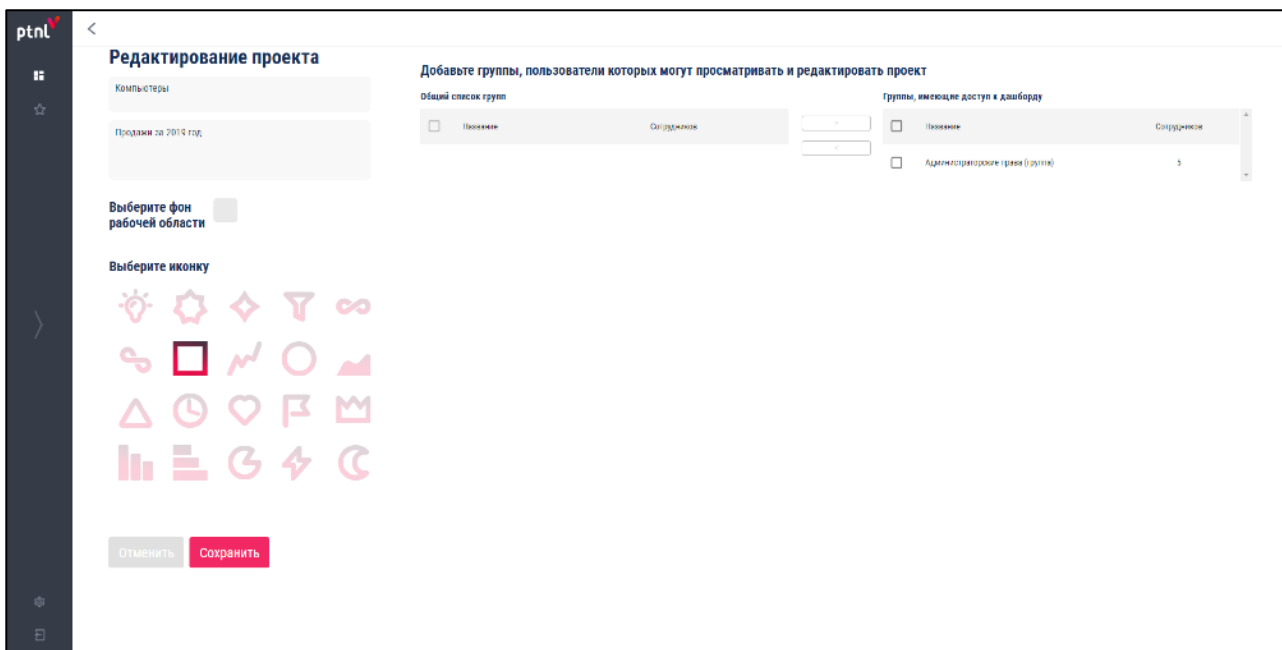 ptnl
Редактирование проекта
Компьютеры
Продажи за 2019 год
Выберите фон
рабочей области
Выберите иконку
Отменить
Сохранить
Добавьте группы, пользователи которых могут просматривать и редактировать проект
Общий список групп
Название Сотрудников
Группы, имеющие доступ к дашборду
Название Сотрудников
Администраторские права (группа) 5